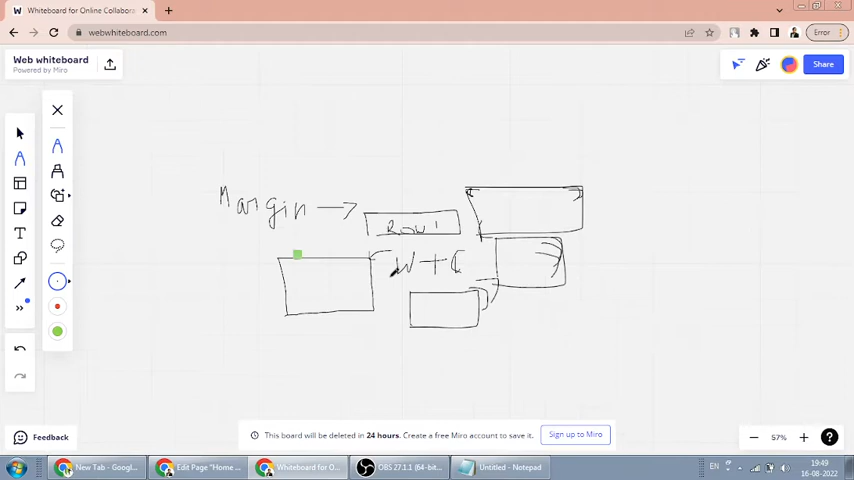 Whiteboard for Online Collabora
webwhiteboard.com
Error
Web whiteboard
Powered by Miro
Share
Margin →
Row 1
W + C
T
Feedback
This board will be deleted in 24 hours. Create a free Miro account to save it.
Sign up to Miro
57%
?
New Tab - Googl...
Edit Page "Home ...
Whiteboard for O...
OBS 27.1.1 (64-bit...
Untitled - Notepad
EN
19:49
16-08-2022